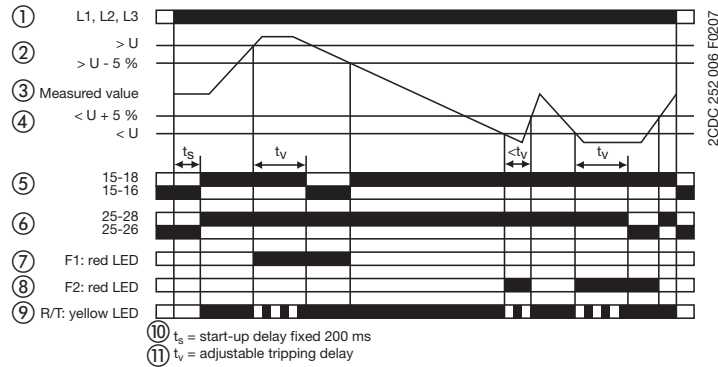 ① L1, L2, L3
② > U
> U - 5 %
③ Measured value
④ < U + 5 %
< U
ts
tv
<tv
tv
⑤ 15-18
15-16
⑥ 25-28
25-26
⑦ F1: red LED
⑧ F2: red LED
⑨ R/T: yellow LED
⑩ ts = start-up delay fixed 200 ms
⑪ tv = adjustable tripping delay
2CDC 252 006 F0207